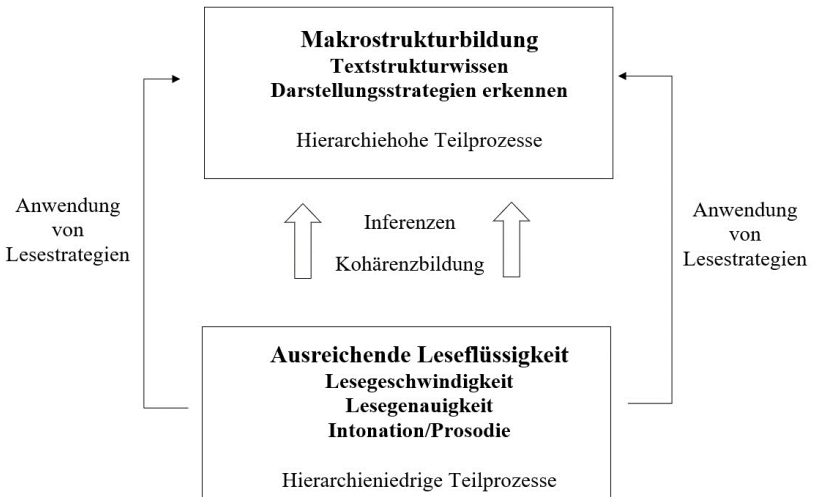 Makrostrukturbildung
Textstrukturwissen
Darstellungsstrategien erkennen
Hierarchiehohe Teilprozesse
Anwendung
von
Lesestrategien
Inferenzen
Kohärenzbildung
Anwendung
von
Lesestrategien
Ausreichende Leseflüssigkeit
Lesegeschwindigkeit
Lesegenauigkeit
Intonation/Prosodie
Hierarchieniedrige Teilprozesse